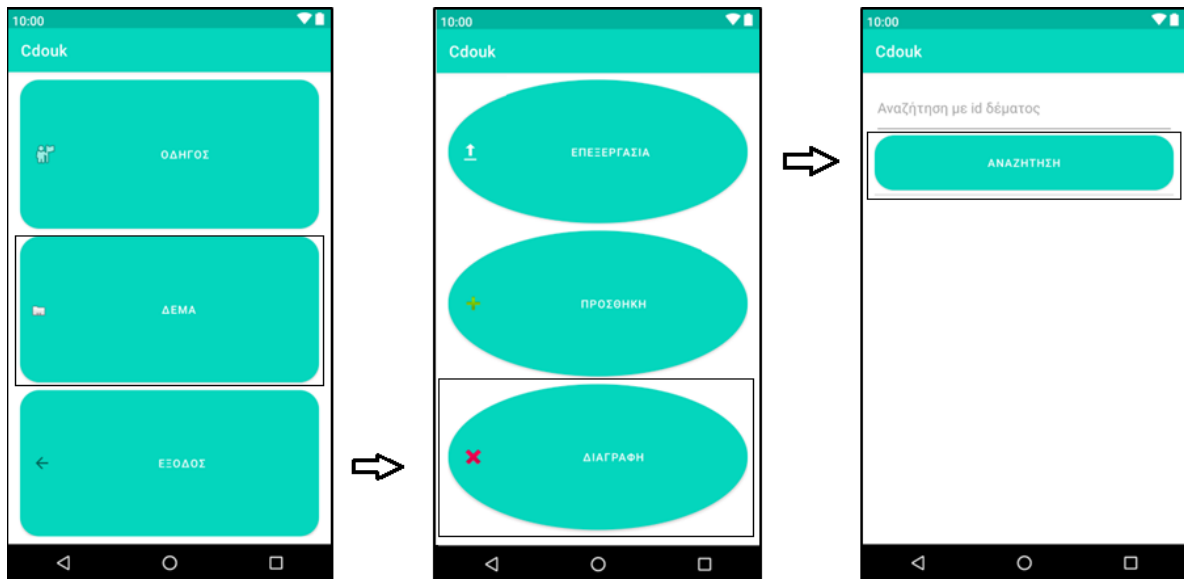 10:00
Cdouk
ΟΔΗΓΟΣ
ΔΕΜΑ
ΕΞΟΔΟΣ
10:00
Cdouk
ΕΠΕΞΕΡΓΑΣΙΑ
ΠΡΟΣΘΗΚΗ
ΔΙΑΓΡΑΦΗ
10:00
Cdouk
Αναζήτηση με id δέματος
ΑΝΑΖΗΤΗΣΗ